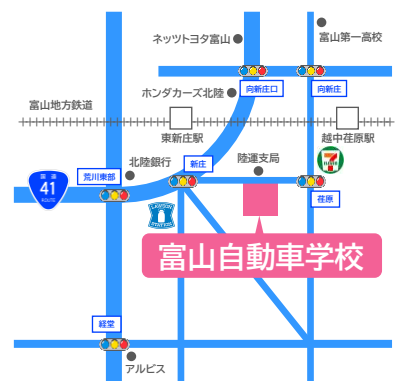 富山第一高校
ネッツトヨタ富山
向新庄口
向新庄
ホンダカーズ北陸
富山地方鉄道
東新庄駅
越中荏原駅
北陸銀行
新庄
陸運支局
7
ELEVEN
国道
41
ROUTE
荒川東部
荏原
LAWSON
STATION
富山自動車学校
経堂
アルビス